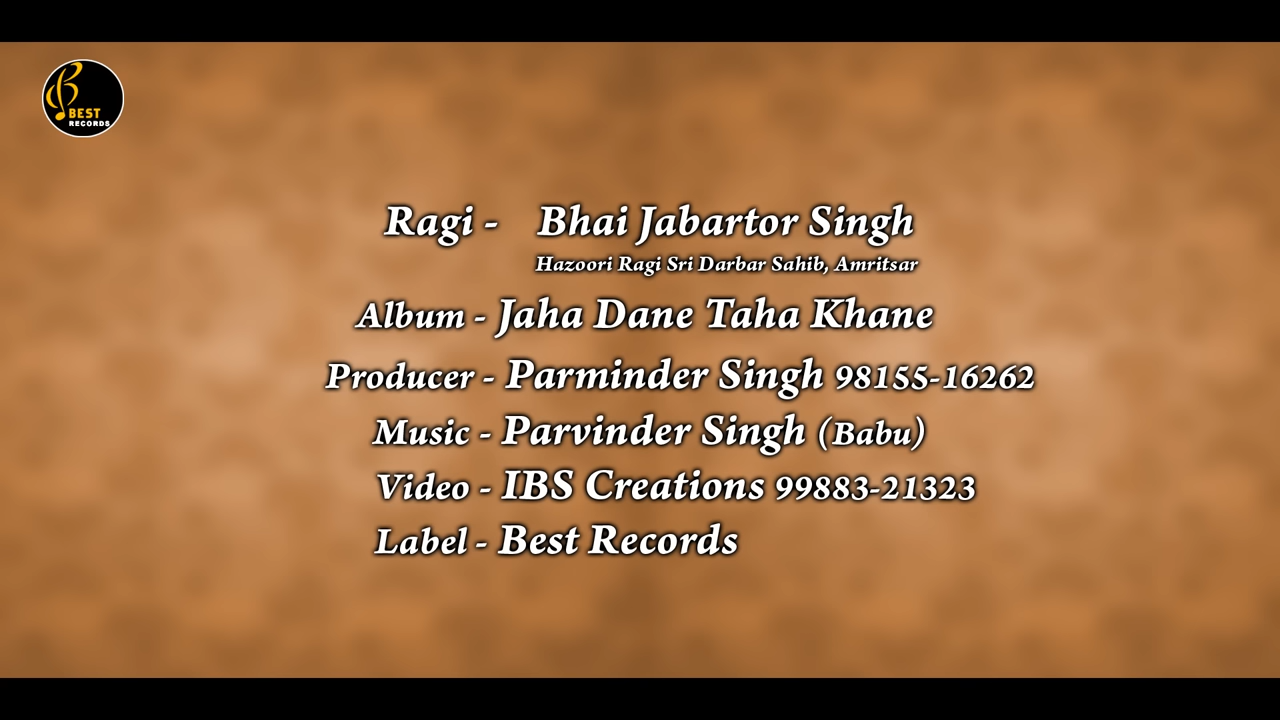 BEST
RECORDS
Ragi - Bhai Jabartor Singh
Hazoori Ragi Sri Darbar Sahib, Amritsar
Album - Jaha Dane Taha Khane
Producer - Parminder Singh 98155-16262
Music - Parvinder Singh (Babu)
Video - IBS Creations 99883-21323
Label - Best Records